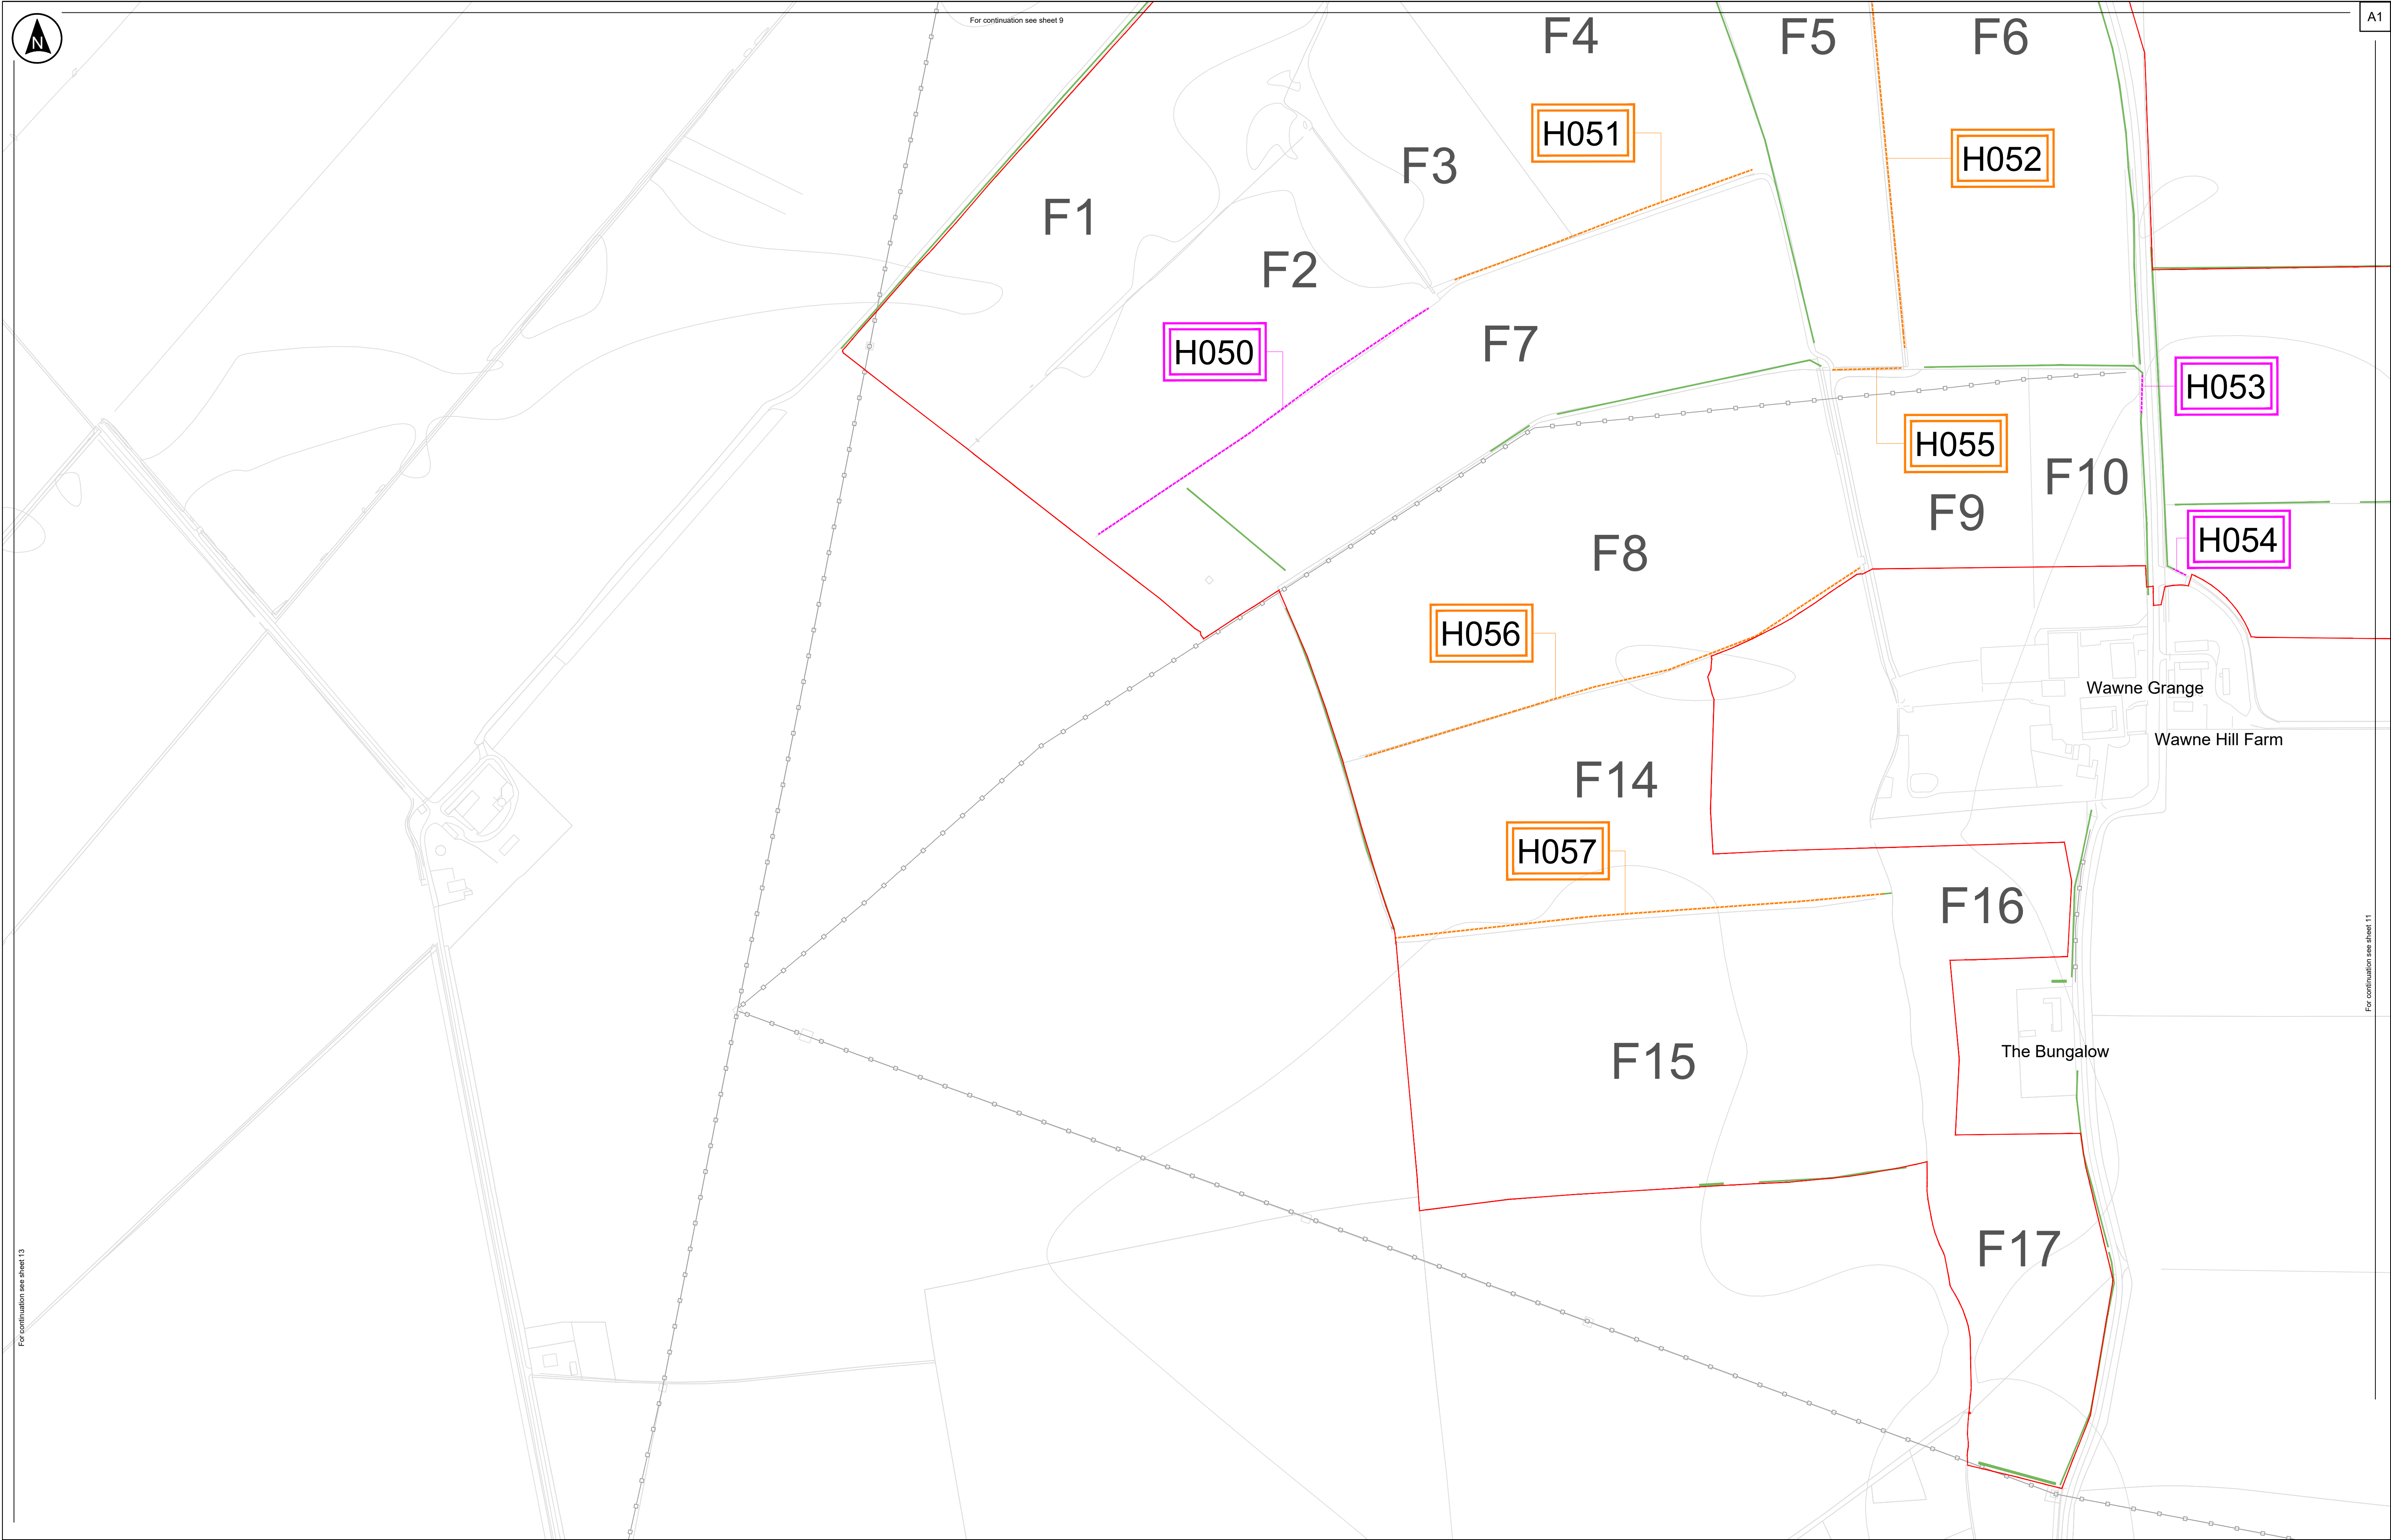 For continuation see sheet 9
A1
N
F4
F5
F6
H051
H052
F3
F1
F2
H050
F7
H053
H055
F10
F9
H054
F8
H056
Wawne Grange
Wawne Hill Farm
F14
H057
F16
For continuation see sheet 11
The Bungalow
F15
F17
For continuation see sheet 13